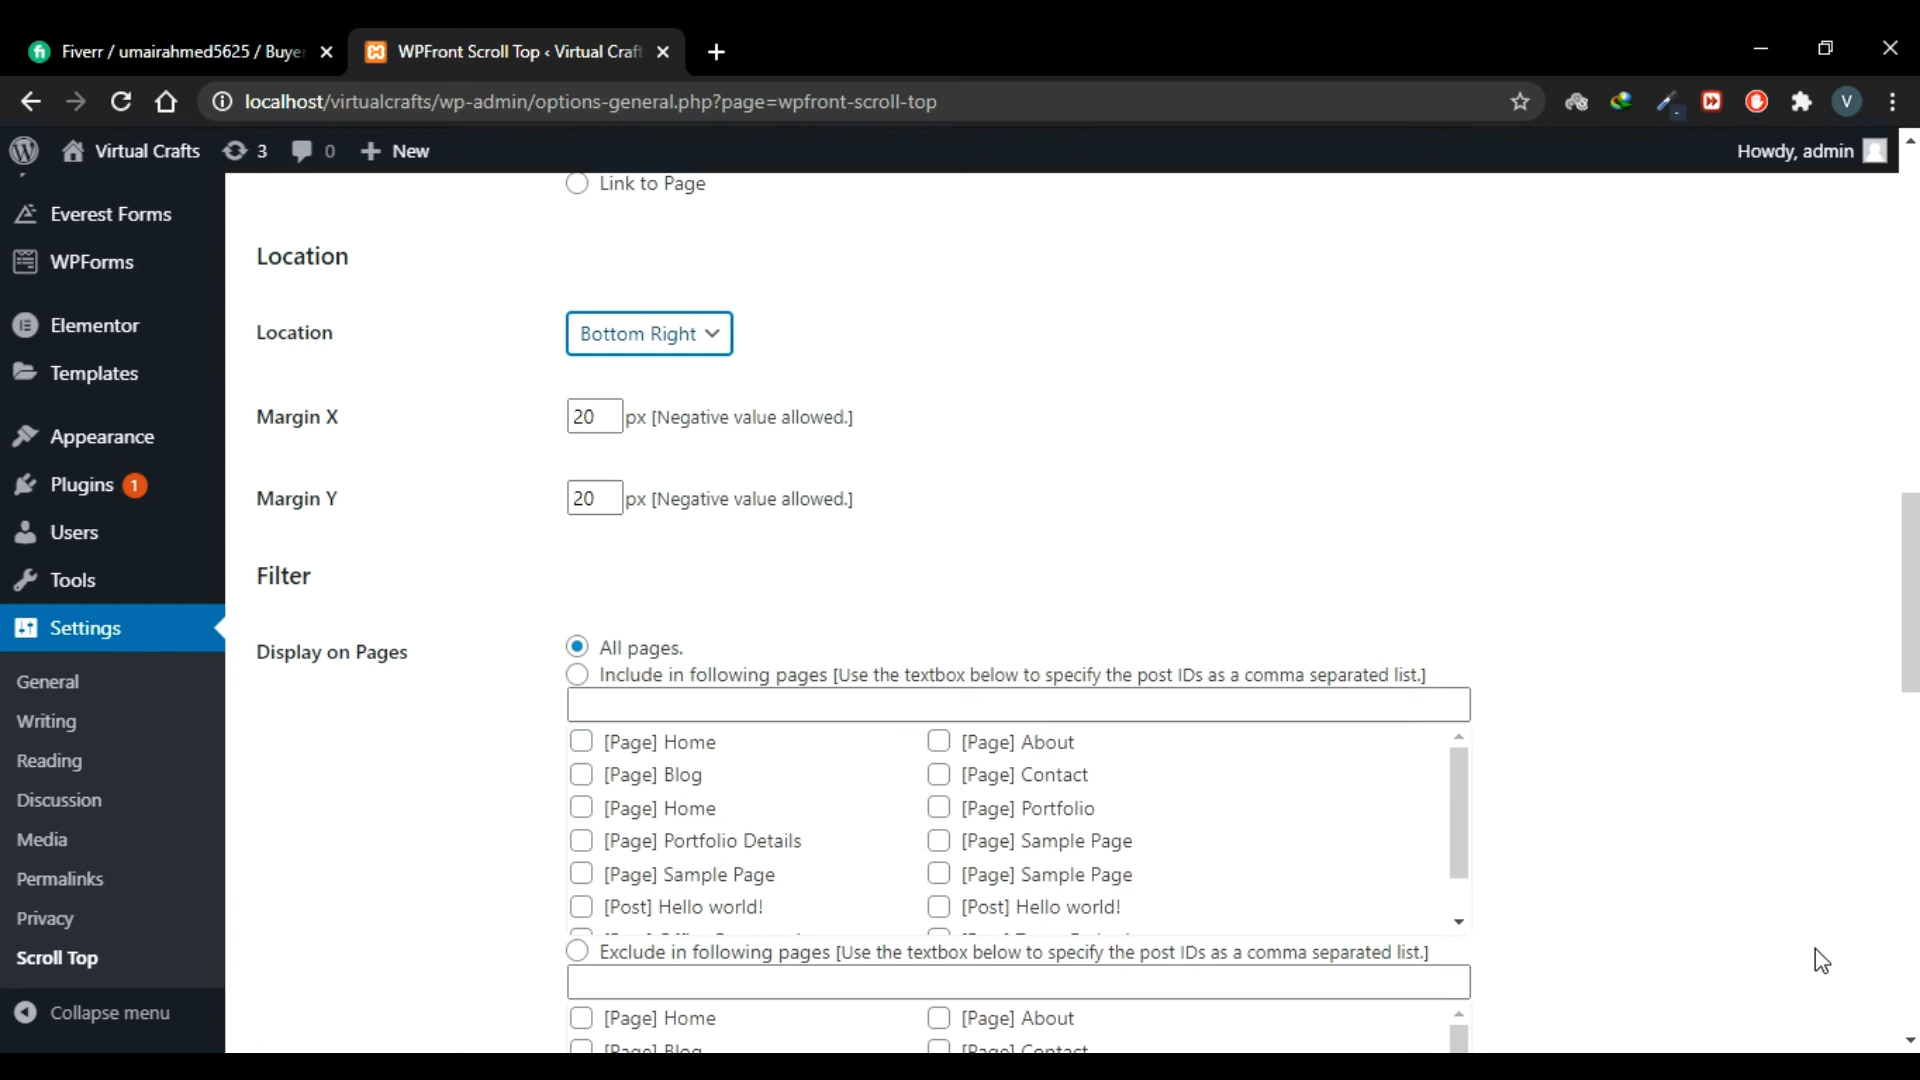 Fiverr / umairahmed5625 / Buye
WPFront Scroll Top ‹ Virtual Craft
localhost/virtualcrafts/wp-admin/options-general.php?page=wpfront-scroll-top
V
Virtual Crafts
3
0
New
Howdy, admin
Everest Forms
WPForms
Elementor
Templates
Appearance
Plugins 1
Users
Tools
Settings
General
Writing
Reading
Discussion
Media
Permalinks
Privacy
Scroll Top
Collapse menu
Link to Page
Location
Location
Bottom Right
Margin X
20 px [Negative value allowed.]
Margin Y
20 px [Negative value allowed.]
Filter
Display on Pages
All pages.
Include in following pages [Use the textbox below to specify the post IDs as a comma separated list.]
[Page] Home
[Page] About
[Page] Blog
[Page] Contact
[Page] Home
[Page] Portfolio
[Page] Portfolio Details
[Page] Sample Page
[Page] Sample Page
[Page] Sample Page
[Post] Hello world!
[Post] Hello world!
Exclude in following pages [Use the textbox below to specify the post IDs as a comma separated list.]
[Page] Home
[Page] About
[Page] Blog
[Page] Contact